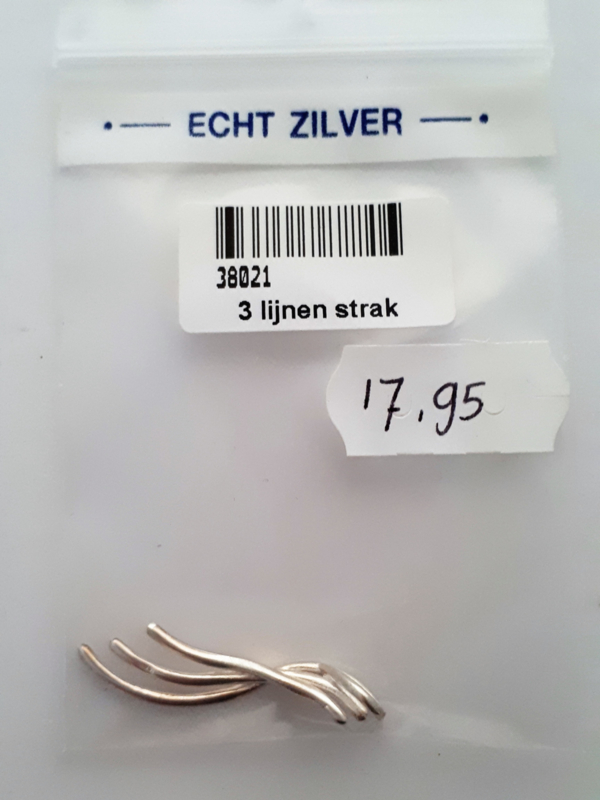 ECHT ZILVER
38021
3 lijnen strak
17.95